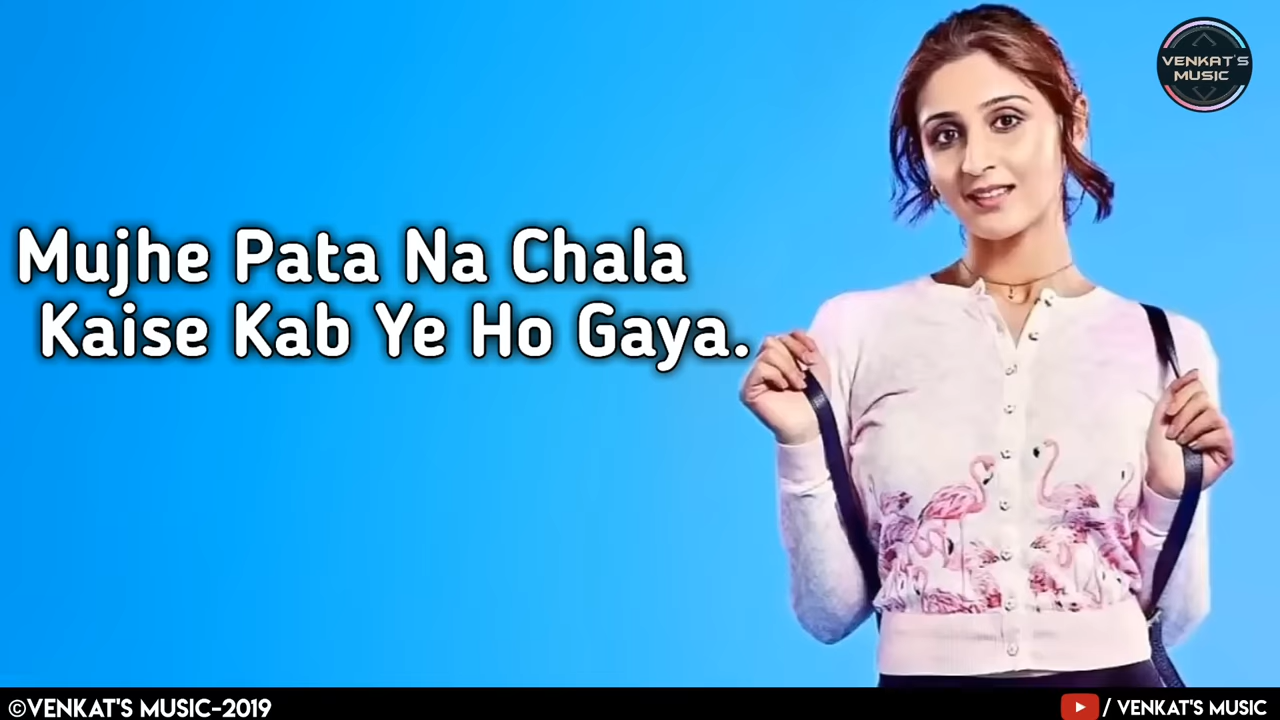 VENKAT'S
MUSIC
Mujhe Pata Na Chala
Kaise Kab Ye Ho Gaya.
©VENKAT'S MUSIC-2019
/ VENKAT'S MUSIC